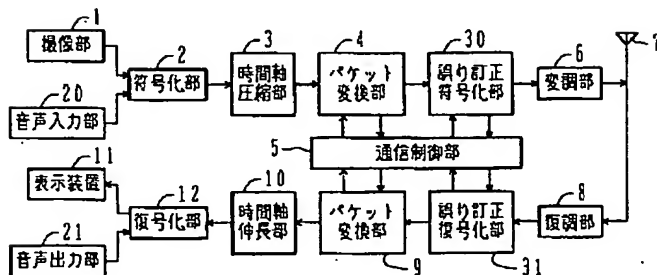 1
撮像部
20
音声入力部
2
符号化部
3
時間軸
圧縮部
4
パケット
変換部
30
誤り訂正
符号化部
6
変調部
7
5
通信制御部
11
表示装置
21
音声出力部
12
復号化部
10
時間軸
伸長部
9
パケット
変換部
31
誤り訂正
復号化部
8
復調部